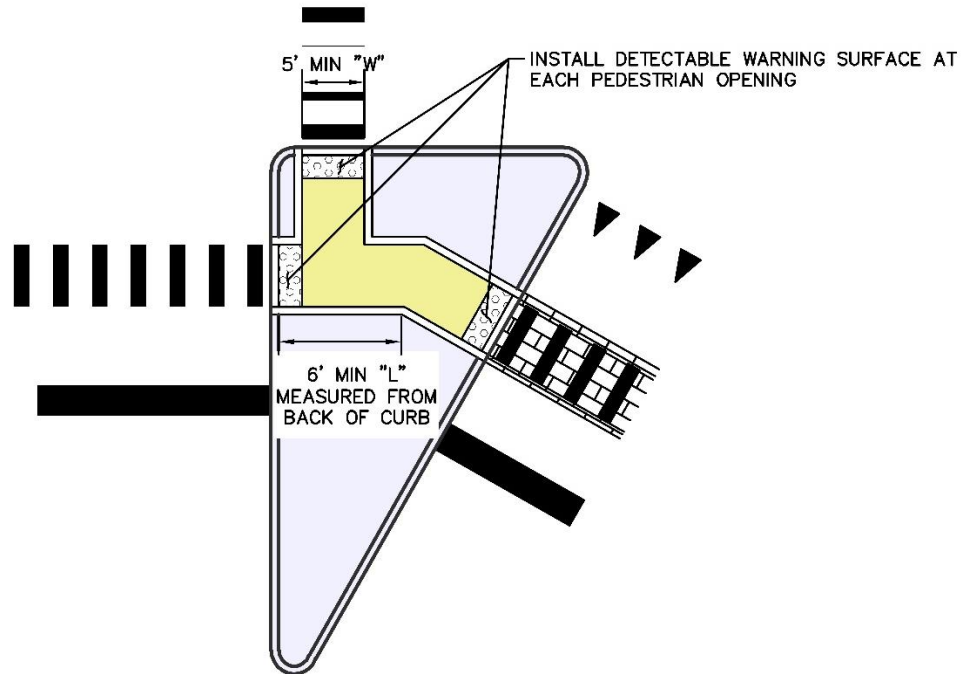 5' MIN "W"
INSTALL DETECTABLE WARNING SURFACE AT
EACH PEDESTRIAN OPENING
6' MIN "L"
MEASURED FROM
BACK OF CURB